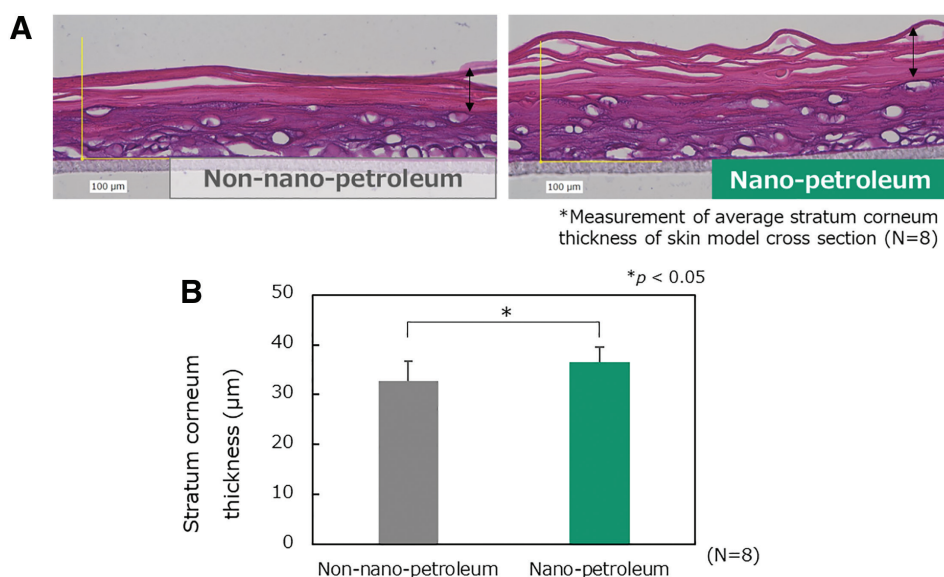 A
100 µm
Non-nano-petroleum
100 µm
Nano-petroleum
*Measurement of average stratum corneum
thickness of skin model cross section (N=8)
B
*p < 0.05
50
40
30
20
10
0
Stratum corneum
thickness (µm)
*
Non-nano-petroleum
Nano-petroleum
(N=8)